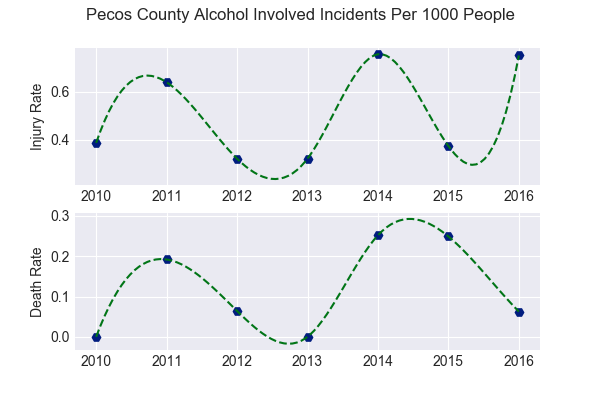 Pecos County Alcohol Involved Incidents Per 1000 People
Injury Rate
0.6
0.4
2010 2011 2012 2013 2014 2015 2016
Death Rate
0.3
0.2
0.1
0.0
2010 2011 2012 2013 2014 2015 2016